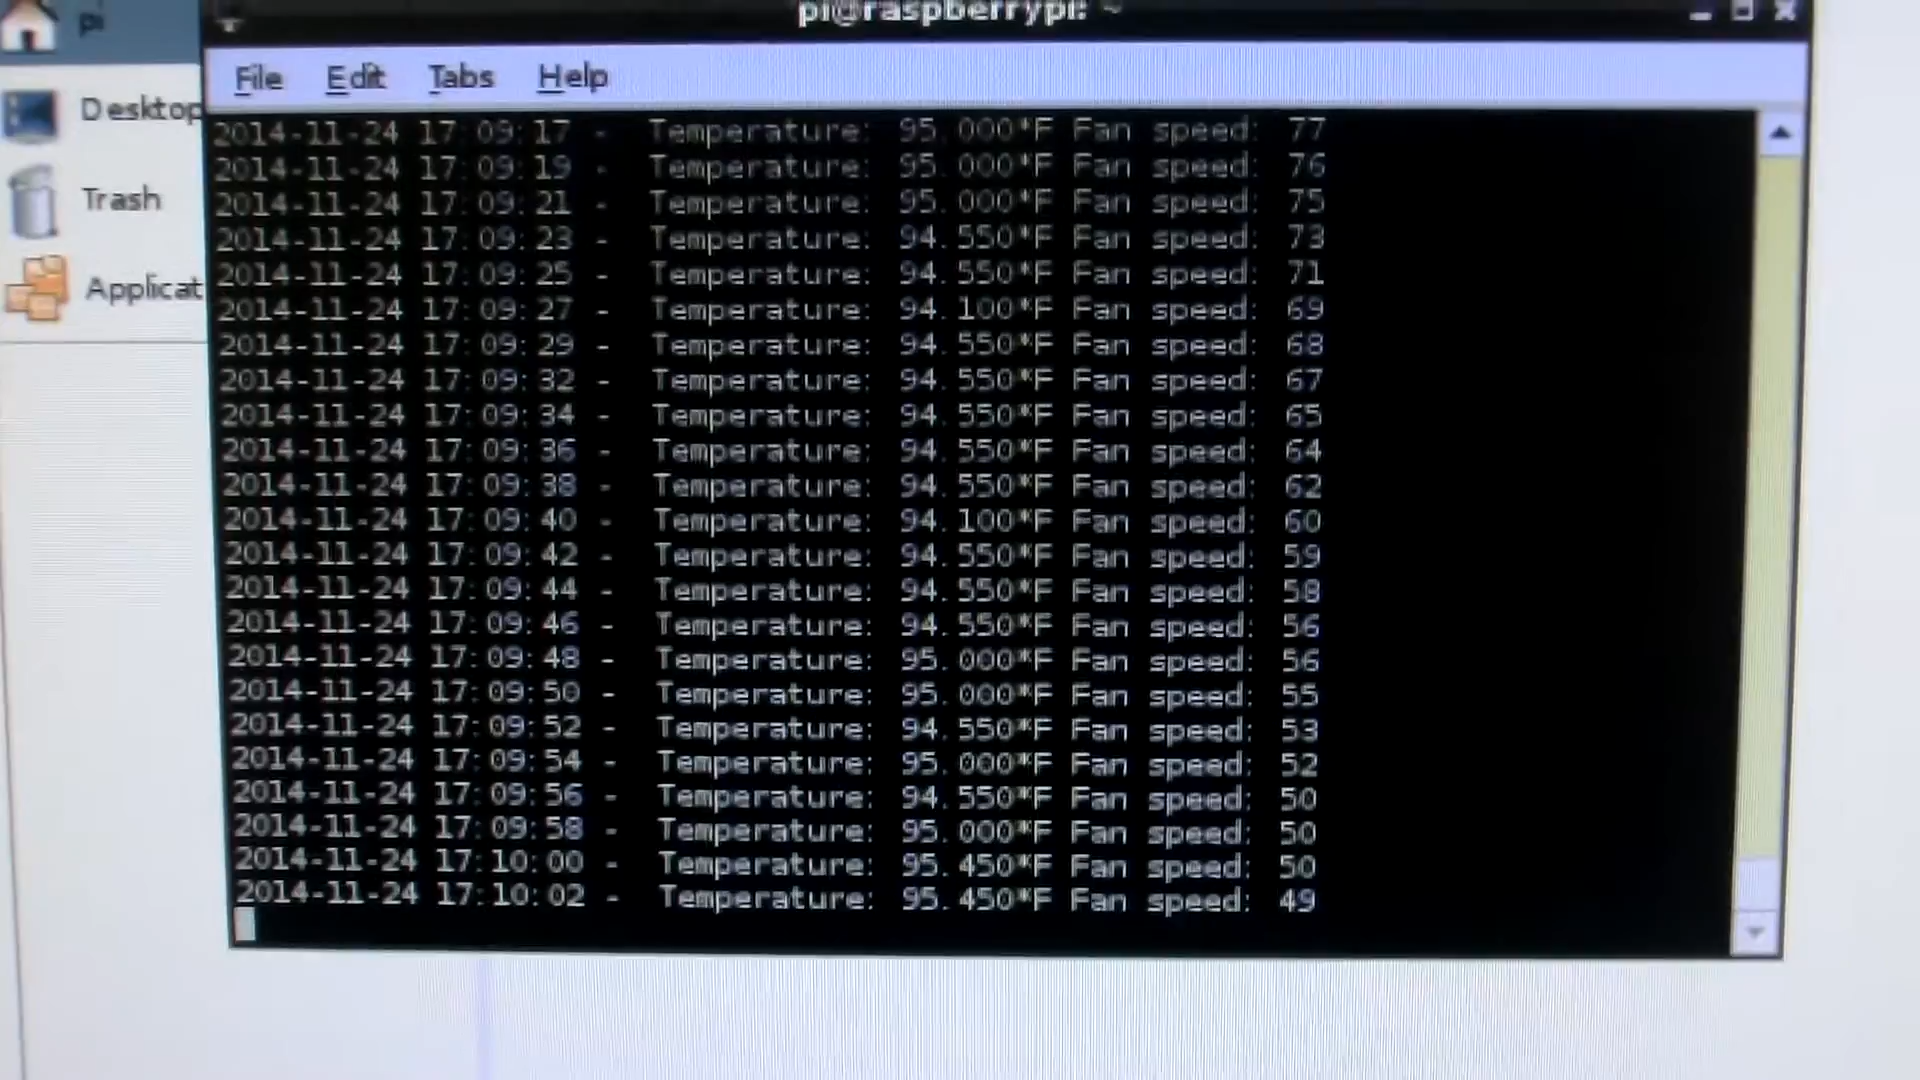 pi@raspberrypi: ~
pi
File Edit Tabs Help
Desktop
Trash
Applicat
2014-11-24 17:09:17 - Temperature: 95.000*F Fan speed: 77
2014-11-24 17:09:19 - Temperature: 95.000*F Fan speed: 76
2014-11-24 17:09:21 - Temperature: 95.000*F Fan speed: 75
2014-11-24 17:09:23 - Temperature: 94.550*F Fan speed: 73
2014-11-24 17:09:25 - Temperature: 94.550*F Fan speed: 71
2014-11-24 17:09:27 - Temperature: 94.100*F Fan speed: 69
2014-11-24 17:09:29 - Temperature: 94.550*F Fan speed: 68
2014-11-24 17:09:32 - Temperature: 94.550*F Fan speed: 67
2014-11-24 17:09:34 - Temperature: 94.550*F Fan speed: 65
2014-11-24 17:09:36 - Temperature: 94.550*F Fan speed: 64
2014-11-24 17:09:38 - Temperature: 94.550*F Fan speed: 62
2014-11-24 17:09:40 - Temperature: 94.100*F Fan speed: 60
2014-11-24 17:09:42 - Temperature: 94.550*F Fan speed: 59
2014-11-24 17:09:44 - Temperature: 94.550*F Fan speed: 58
2014-11-24 17:09:46 - Temperature: 94.550*F Fan speed: 56
2014-11-24 17:09:48 - Temperature: 95.000*F Fan speed: 56
2014-11-24 17:09:50 - Temperature: 95.000*F Fan speed: 55
2014-11-24 17:09:52 - Temperature: 94.550*F Fan speed: 53
2014-11-24 17:09:54 - Temperature: 95.000*F Fan speed: 52
2014-11-24 17:09:56 - Temperature: 94.550*F Fan speed: 50
2014-11-24 17:09:58 - Temperature: 95.000*F Fan speed: 50
2014-11-24 17:10:00 - Temperature: 95.450*F Fan speed: 50
2014-11-24 17:10:02 - Temperature: 95.450*F Fan speed: 49